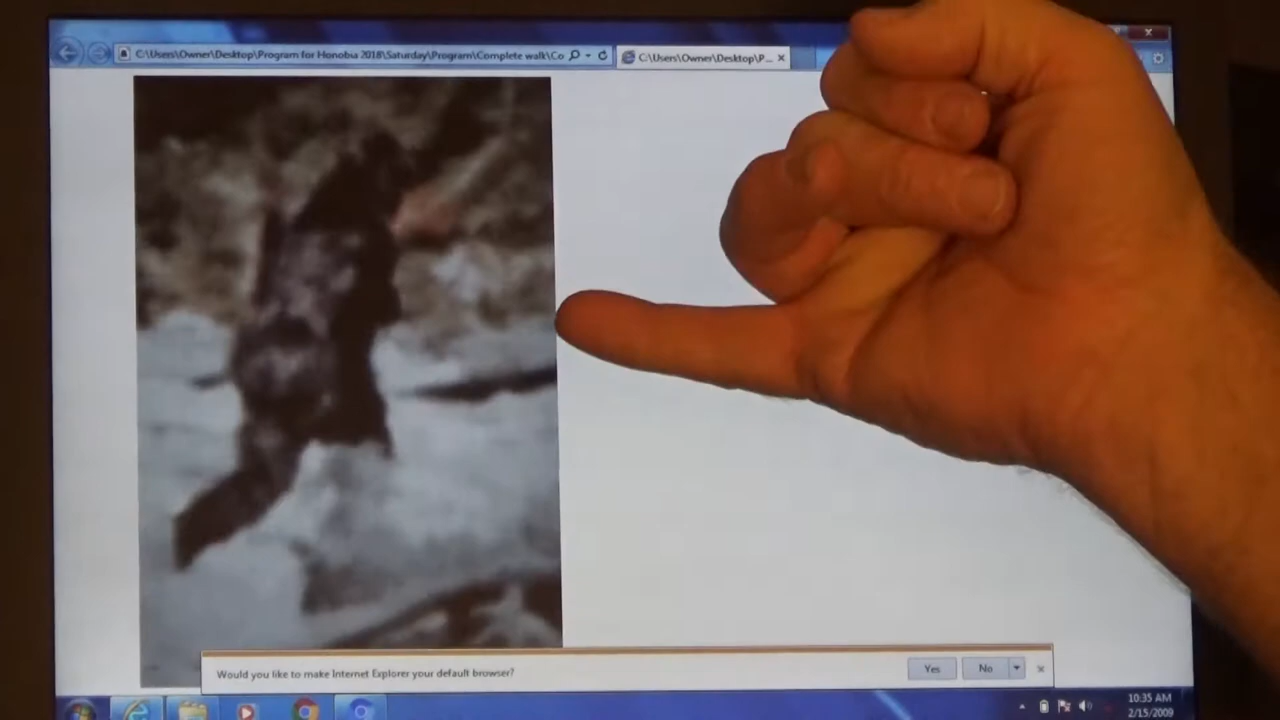 C:\Users\Owner\Desktop\Program for Honobia 2018\Saturday\Program\Complete walk\Co
C:\Users\Owner\Desktop\P...
Would you like to make Internet Explorer your default browser?
Yes
No
10:35 AM
2/15/2009